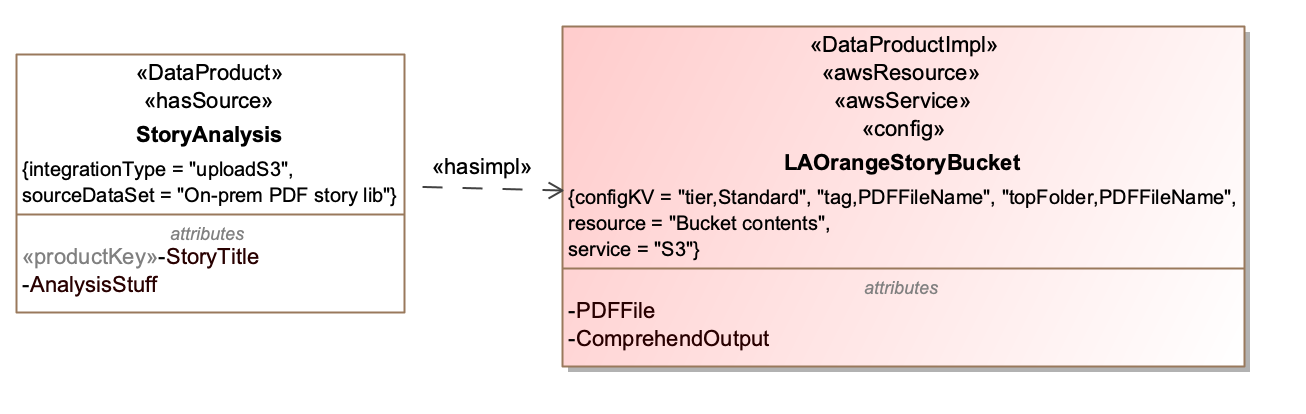 «DataProduct»
«hasSource»
StoryAnalysis
{integrationType = "uploadS3",
sourceDataSet = "On-prem PDF story lib"}
attributes
«productKey»-StoryTitle
-AnalysisStuff
«hasimpl»
«DataProductImpl»
«awsResource»
«awsService»
«config»
LAOrangeStoryBucket
{configKV = "tier,Standard", "tag,PDFFileName", "topFolder,PDFFileName",
resource = "Bucket contents",
service = "S3"}
attributes
-PDFFile
-ComprehendOutput